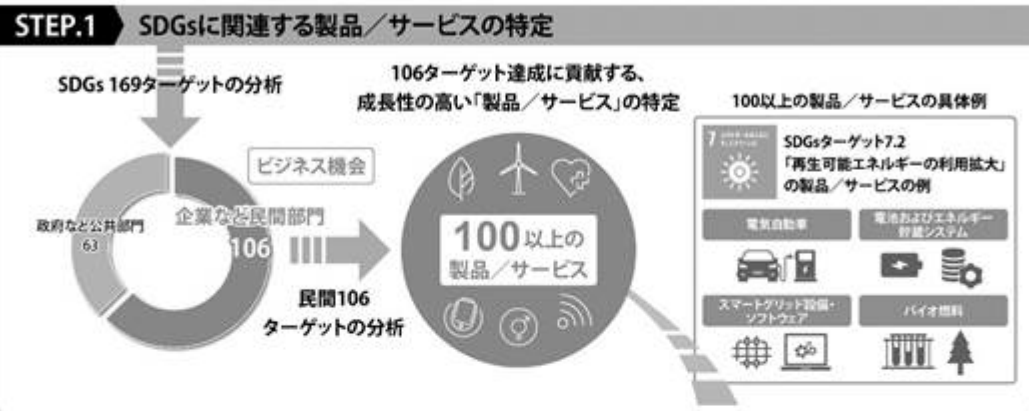 STEP.1 SDGsに関連する製品／サービスの特定
SDGs 169ターゲットの分析
ビジネス機会
政府など公共部門
63
企業など民間部門
106
民間106
ターゲットの分析
106ターゲット達成に貢献する、
成長性の高い「製品／サービス」の特定
100以上の
製品／サービス
100以上の製品／サービスの具体例
7
SDGsターゲット7.2
「再生可能エネルギーの利用拡大」
の製品／サービスの例
電気自動車
電池およびエネルギー
貯蔵システム
スマートグリッド設備・
ソフトウェア
バイオ燃料